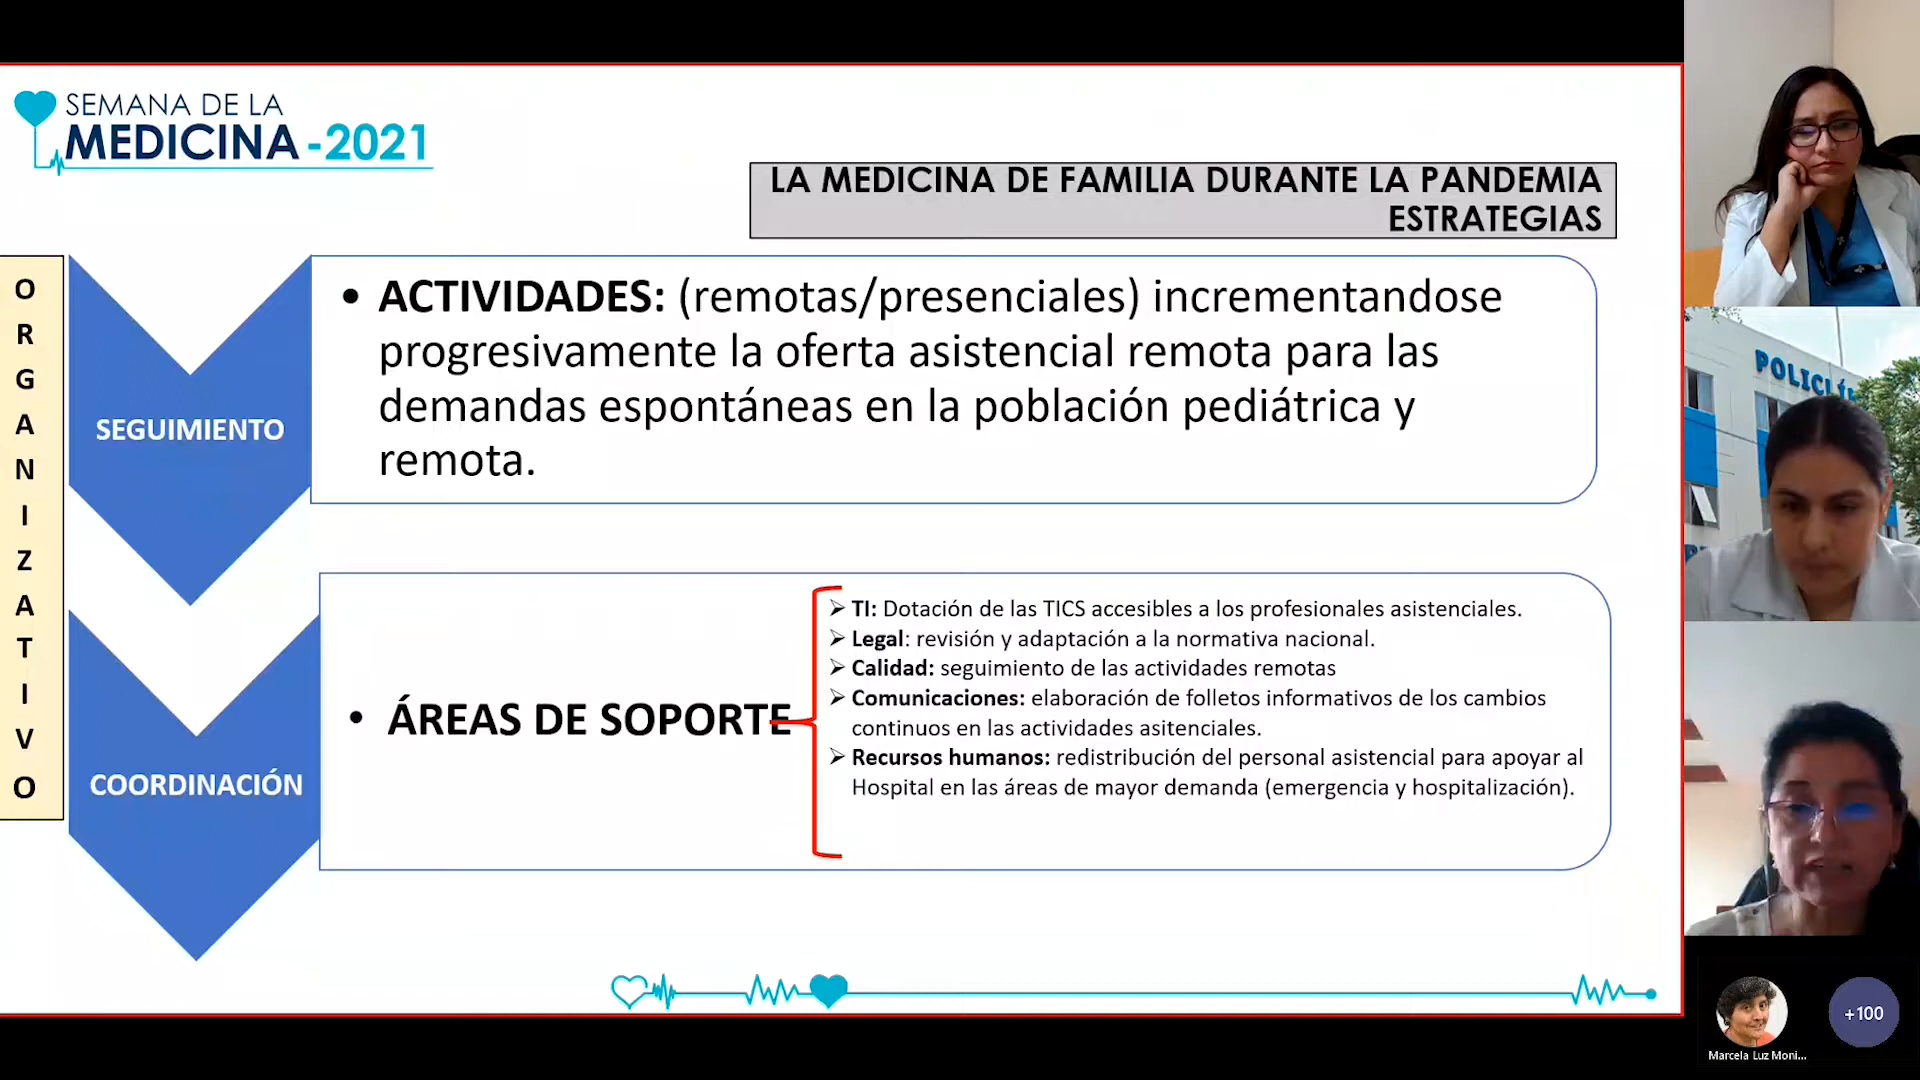 SEMANA DE LA
MEDICINA -2021
LA MEDICINA DE FAMILIA DURANTE LA PANDEMIA
ESTRATEGIAS
ORGANIZATIVO
SEGUIMIENTO
• ACTIVIDADES: (remotas/presenciales) incrementandose
progresivamente la oferta asistencial remota para las
demandas espontáneas en la población pediátrica y
remota.
COORDINACIÓN
• ÁREAS DE SOPORTE
➢ TI: Dotación de las TICS accesibles a los profesionales asistenciales.
➢ Legal: revisión y adaptación a la normativa nacional.
➢ Calidad: seguimiento de las actividades remotas
➢ Comunicaciones: elaboración de folletos informativos de los cambios
continuos en las actividades asitenciales.
➢ Recursos humanos: redistribución del personal asistencial para apoyar al
Hospital en las áreas de mayor demanda (emergencia y hospitalización).
Marcela Luz Moni...
+100